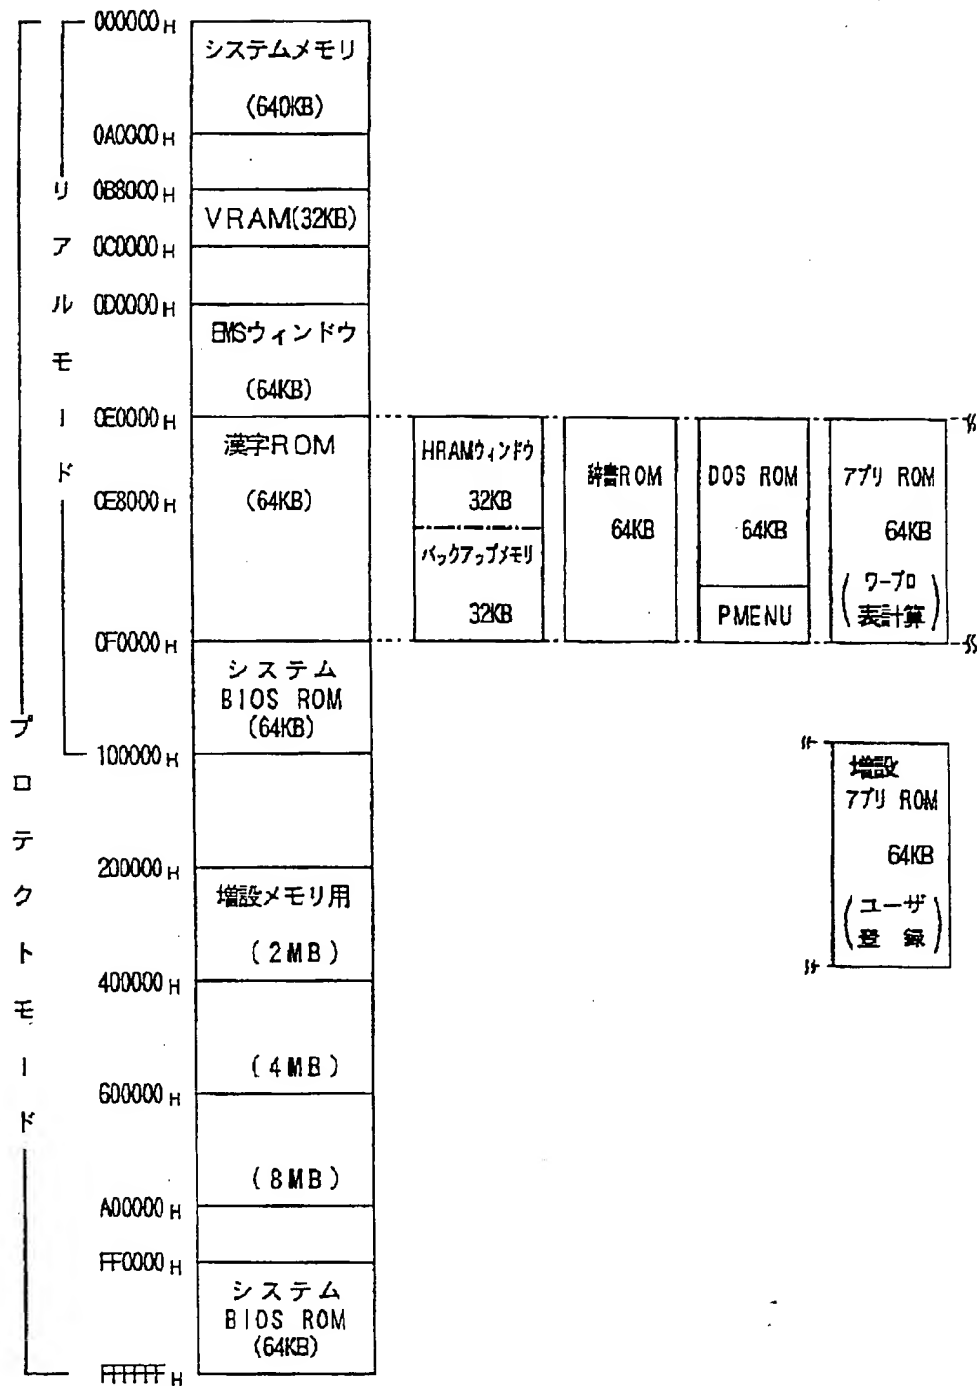 000000 H
システムメモリ
(640KB)
0A0000 H
0B8000 H
VRAM(32KB)
0C0000 H
0D0000 H
EMSウィンドウ
(64KB)
0E0000 H
漢字ROM
(64KB)
0E8000 H
0F0000 H
システム
BIOS ROM
(64KB)
100000 H
200000 H
増設メモリ用
(2MB)
400000 H
(4MB)
600000 H
(8MB)
A00000 H
FF0000 H
システム
BIOS ROM
(64KB)
FFFFFF H
リアルモード
プロテクトモード
HRAMウィンドウ
32KB
バックアップメモリ
32KB
辞書ROM
64KB
DOS ROM
64KB
PMENU
アプリ ROM
64KB
(ワープロ
表計算)
増設
アプリ ROM
64KB
(ユーザ
登 録)